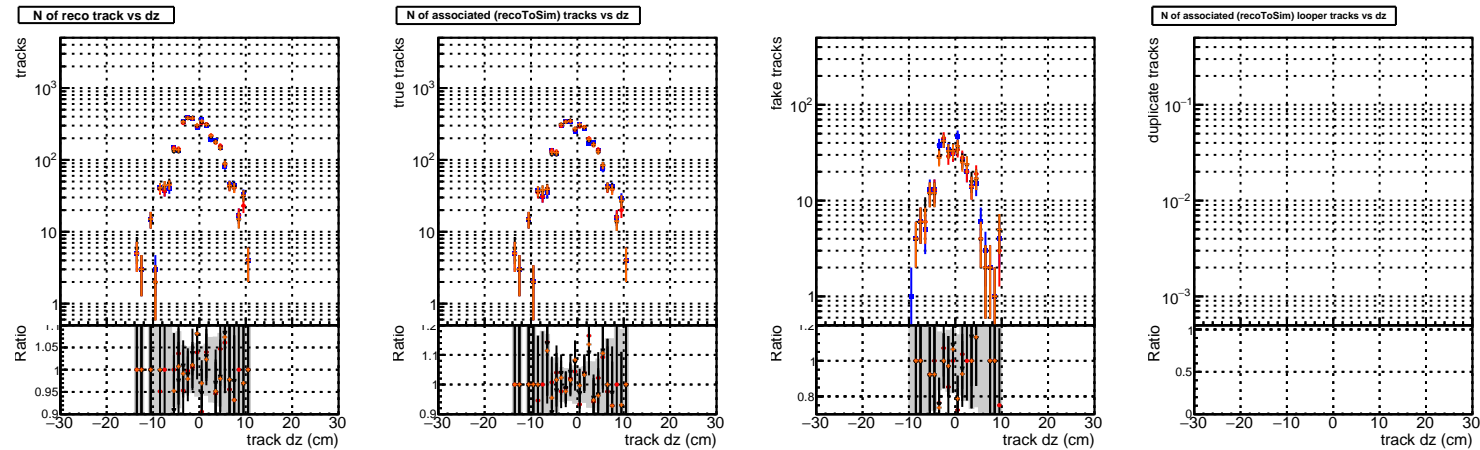 N of reco track vs dz
tracks
10³
10²
10
1
Ratio
1.1
1.05
1
0.95
0.9
−30 −20 −10 0 10 20 30
track dz (cm)
N of associated (recoToSim) tracks vs dz
true tracks
10³
10²
10
1
Ratio
1.2
1.1
1
0.9
−30 −20 −10 0 10 20 30
track dz (cm)
fake tracks
10²
10
1
Ratio
1.2
1
0.8
−30 −20 −10 0 10 20 30
track dz (cm)
N of associated (recoToSim) looper tracks vs dz
duplicate tracks
10⁻¹
10⁻²
10⁻³
Ratio
1
0.5
0
−30 −20 −10 0 10 20 30
track dz (cm)